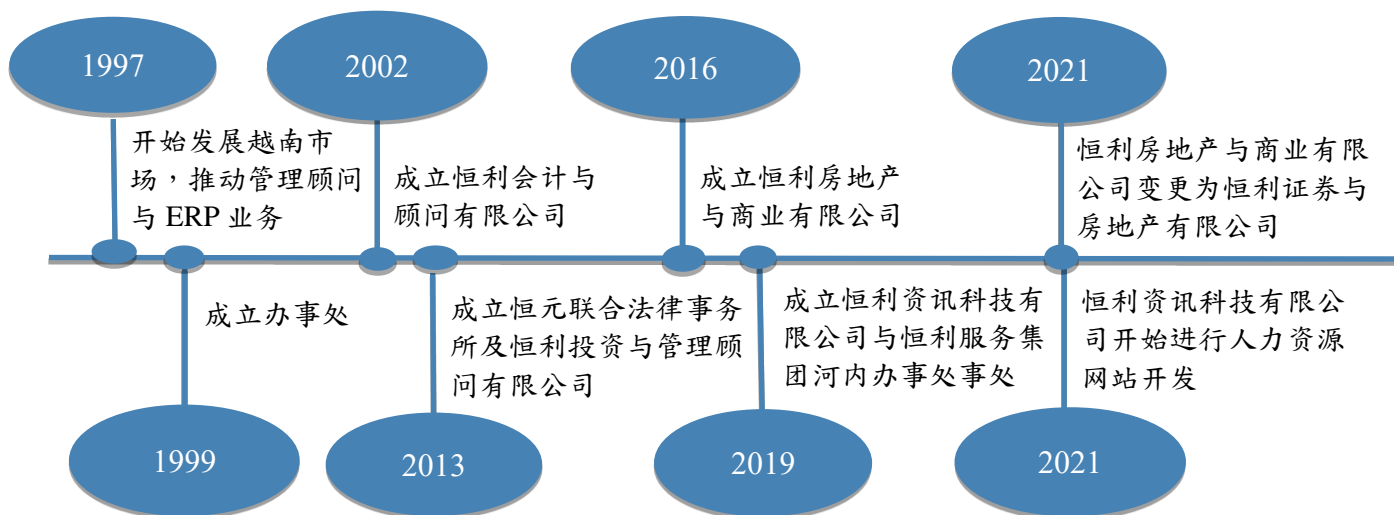 1997
2002
2016
2021
开始发展越南市
场，推动管理顾问
与 ERP 业务
成立恒利会计与
顾问有限公司
成立恒利房地产
与商业有限公司
恒利房地产与商业有限
公司变更为恒利证券与
房地产有限公司
成立办事处
成立恒元联合法律事务
所及恒利投资与管理顾
问有限公司
成立恒利资讯科技有
限公司与恒利服务集
团河内办事处事处
恒利资讯科技有限公
司开始进行人力资源
网站开发
1999
2013
2019
2021